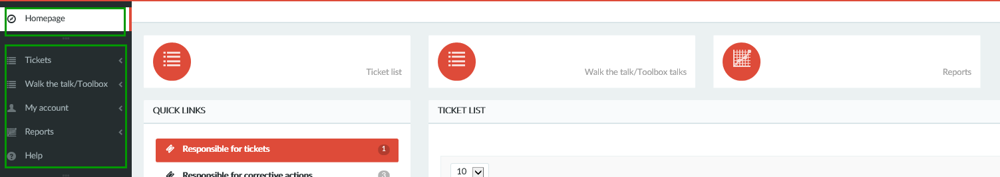 Homepage
Tickets
Walk the talk/Toolbox
My account
Reports
Help
Ticket list
Walk the talk/Toolbox talks
Reports
QUICK LINKS
Responsible for tickets 1
Responsible for corrective actions 3
TICKET LIST
10